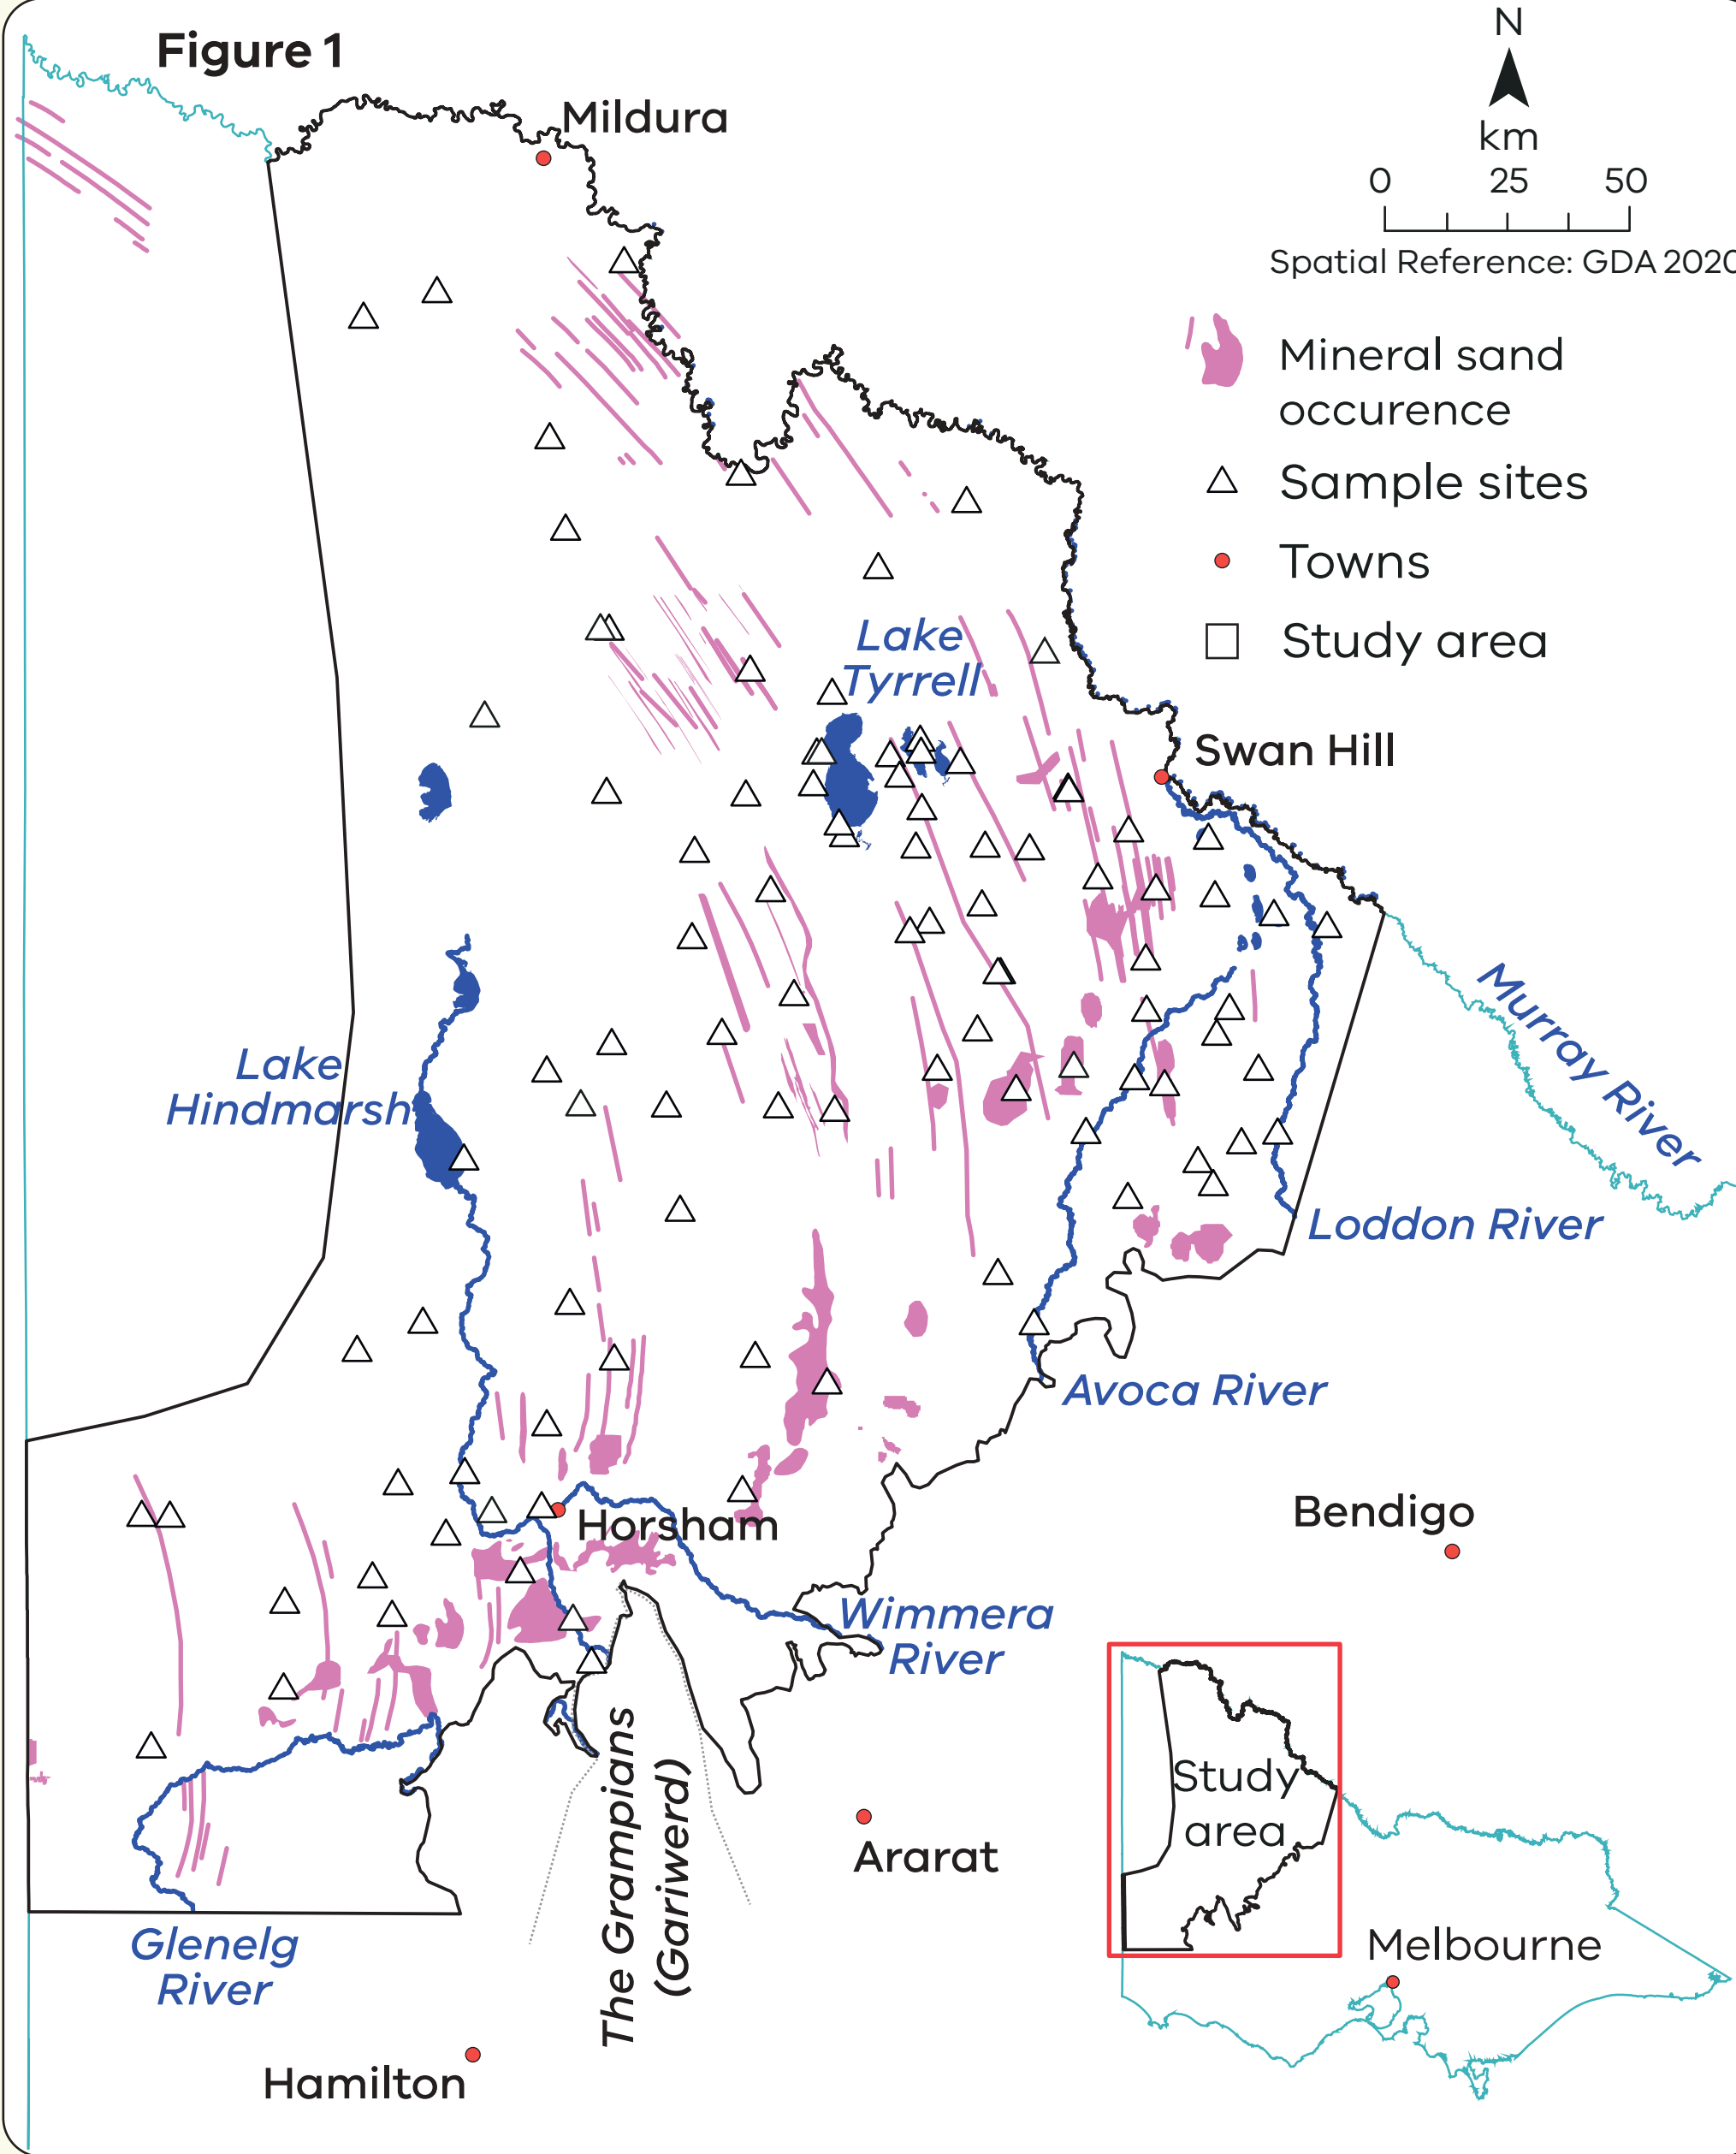 Figure 1
N
km
0 25 50
Spatial Reference: GDA 2020
Mineral sand
occurence
Sample sites
Towns
Study area
Mildura
Lake
Tyrrell
Swan Hill
Lake
Hindmarsh
Murray River
Loddon River
Avoca River
Bendigo
Horsham
Wimmera
River
The Grampians
(Gariwerd)
Ararat
Glenelg
River
Hamilton
Study
area
Melbourne